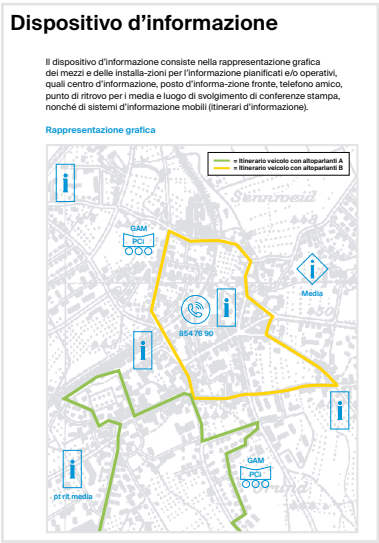 Dispositivo d’informazione
Il dispositivo d’informazione consiste nella rappresentazione grafica
dei mezzi e delle installa-zioni per l’informazione pianificati e/o operativi,
quali centro d’informazione, posto d’informa-zione fronte, telefono amico,
punto di ritrovo per i media e luogo di svolgimento di conferenze stampa,
nonché di sistemi d’informazione mobili (itinerari d’informazione).
Rappresentazione grafica
= Itinerario veicolo con altoparlanti A
= Itinerario veicolo con altoparlanti B
i
Sennweid
GAM
PCi
i
Media
i
854 76 90
i
i
i
pt rit media
GAM
PCi